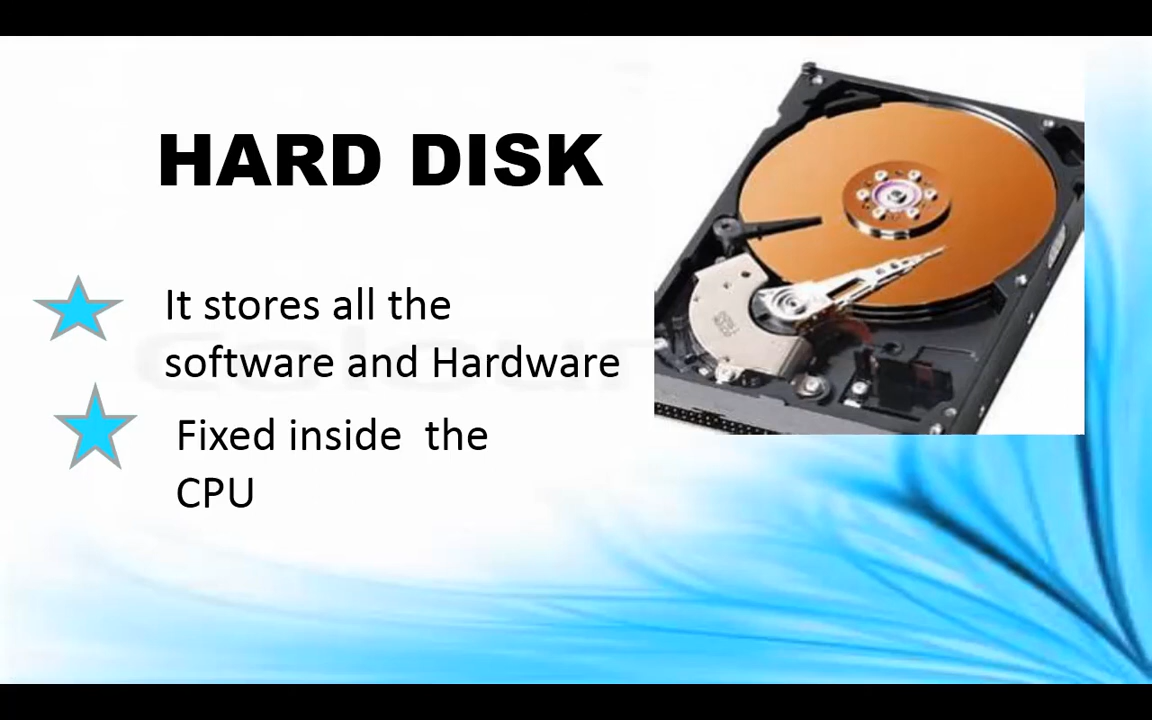 HARD DISK
It stores all the
software and Hardware
Fixed inside the
CPU